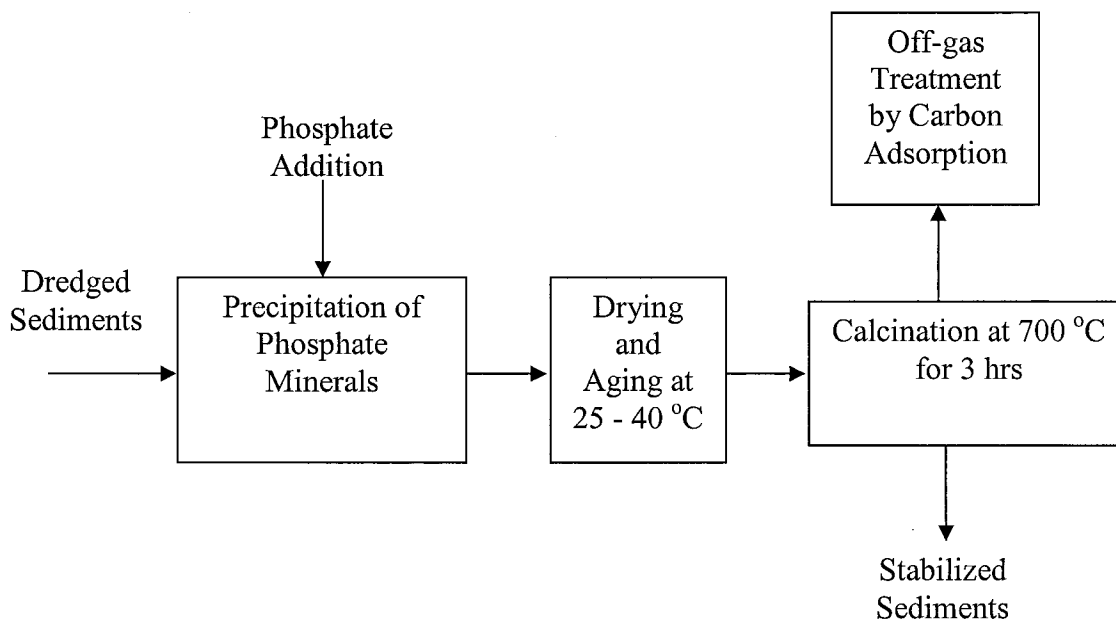 Phosphate
Addition
Dredged
Sediments
Precipitation of
Phosphate
Minerals
Drying
and
Aging at
25 - 40 °C
Calcination at 700 °C
for 3 hrs
Off-gas
Treatment
by Carbon
Adsorption
Stabilized
Sediments